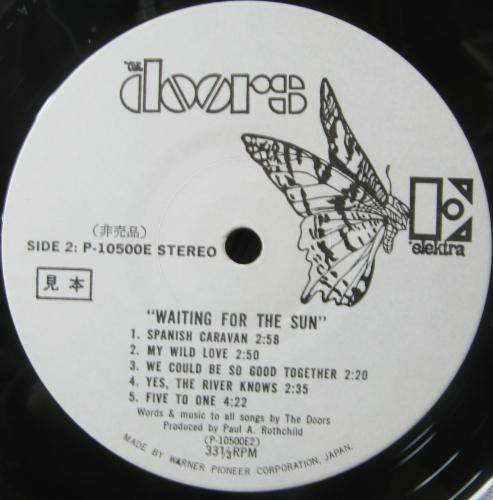 the doors
elektra
(非売品)
SIDE 2: P-10500E STEREO
見本
"WAITING FOR THE SUN"
1. SPANISH CARAVAN 2:58
2. MY WILD LOVE 2:50
3. WE COULD BE SO GOOD TOGETHER 2:20
4. YES, THE RIVER KNOWS 2:35
5. FIVE TO ONE 4:22
Words & music to all songs by The Doors
Produced by Paul A. Rothchild
(P-10500E2)
33⅓RPM
MADE BY WARNER PIONEER CORPORATION, JAPAN.